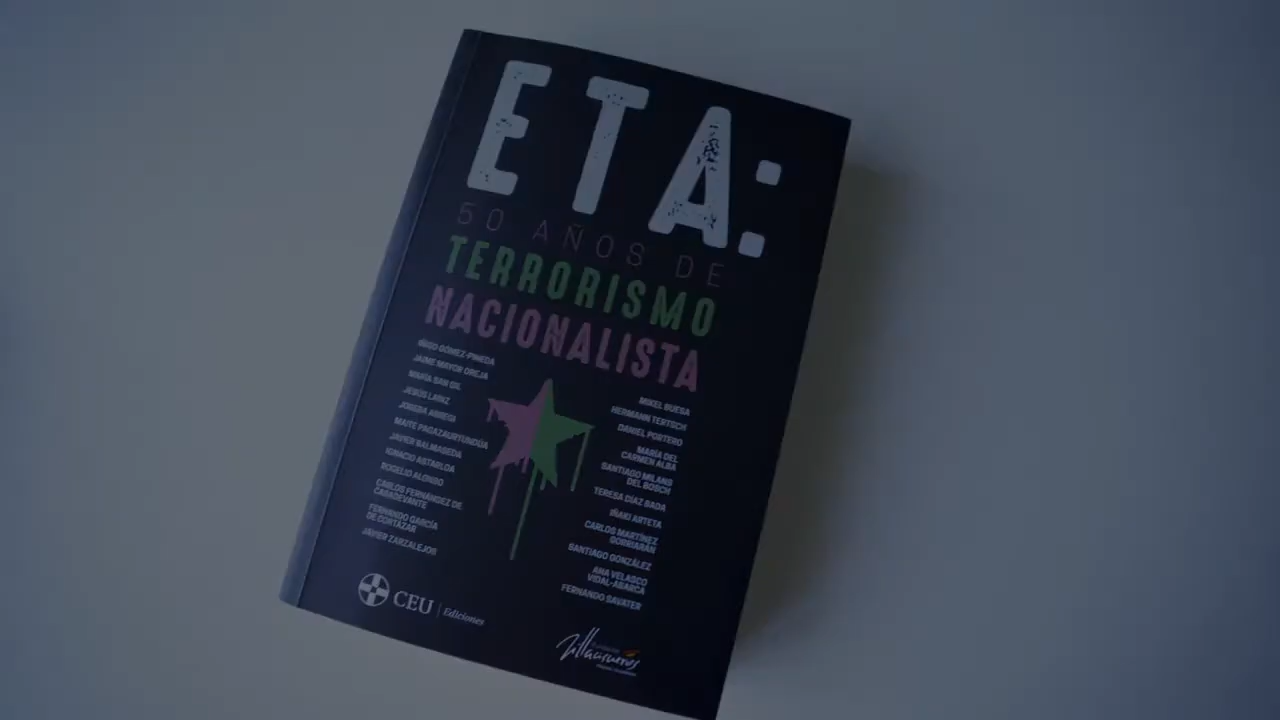 ETA:
50 AÑOS DE
TERRORISMO
NACIONALISTA
IÑIGO GÓMEZ-PINEDA
JAIME MAYOR OREJA
MARÍA SAN GIL
JESÚS LAÍNZ
JOSEBA ARREGI
MAITE PAGAZAURTUNDÚA
JAVIER BALMASEDA
IGNACIO ASTARLOA
ROGELIO ALONSO
CARLOS FERNÁNDEZ DE
CASADEVANTE
FERNANDO GARCÍA
DE CORTÁZAR
JAVIER ZARZALEJOS
MIKEL BUESA
HERMANN TERTSCH
DANIEL PORTERO
MARÍA DEL
CARMEN ALBA
SANTIAGO MILANS
DEL BOSCH
TERESA DÍAZ BADA
IÑAKI ARTETA
CARLOS MARTÍNEZ
GORRIARÁN
SANTIAGO GONZÁLEZ
ANA VELASCO
VIDAL-ABARCA
FERNANDO SAVATER
CEU | Ediciones
Fundación
Villacisneros